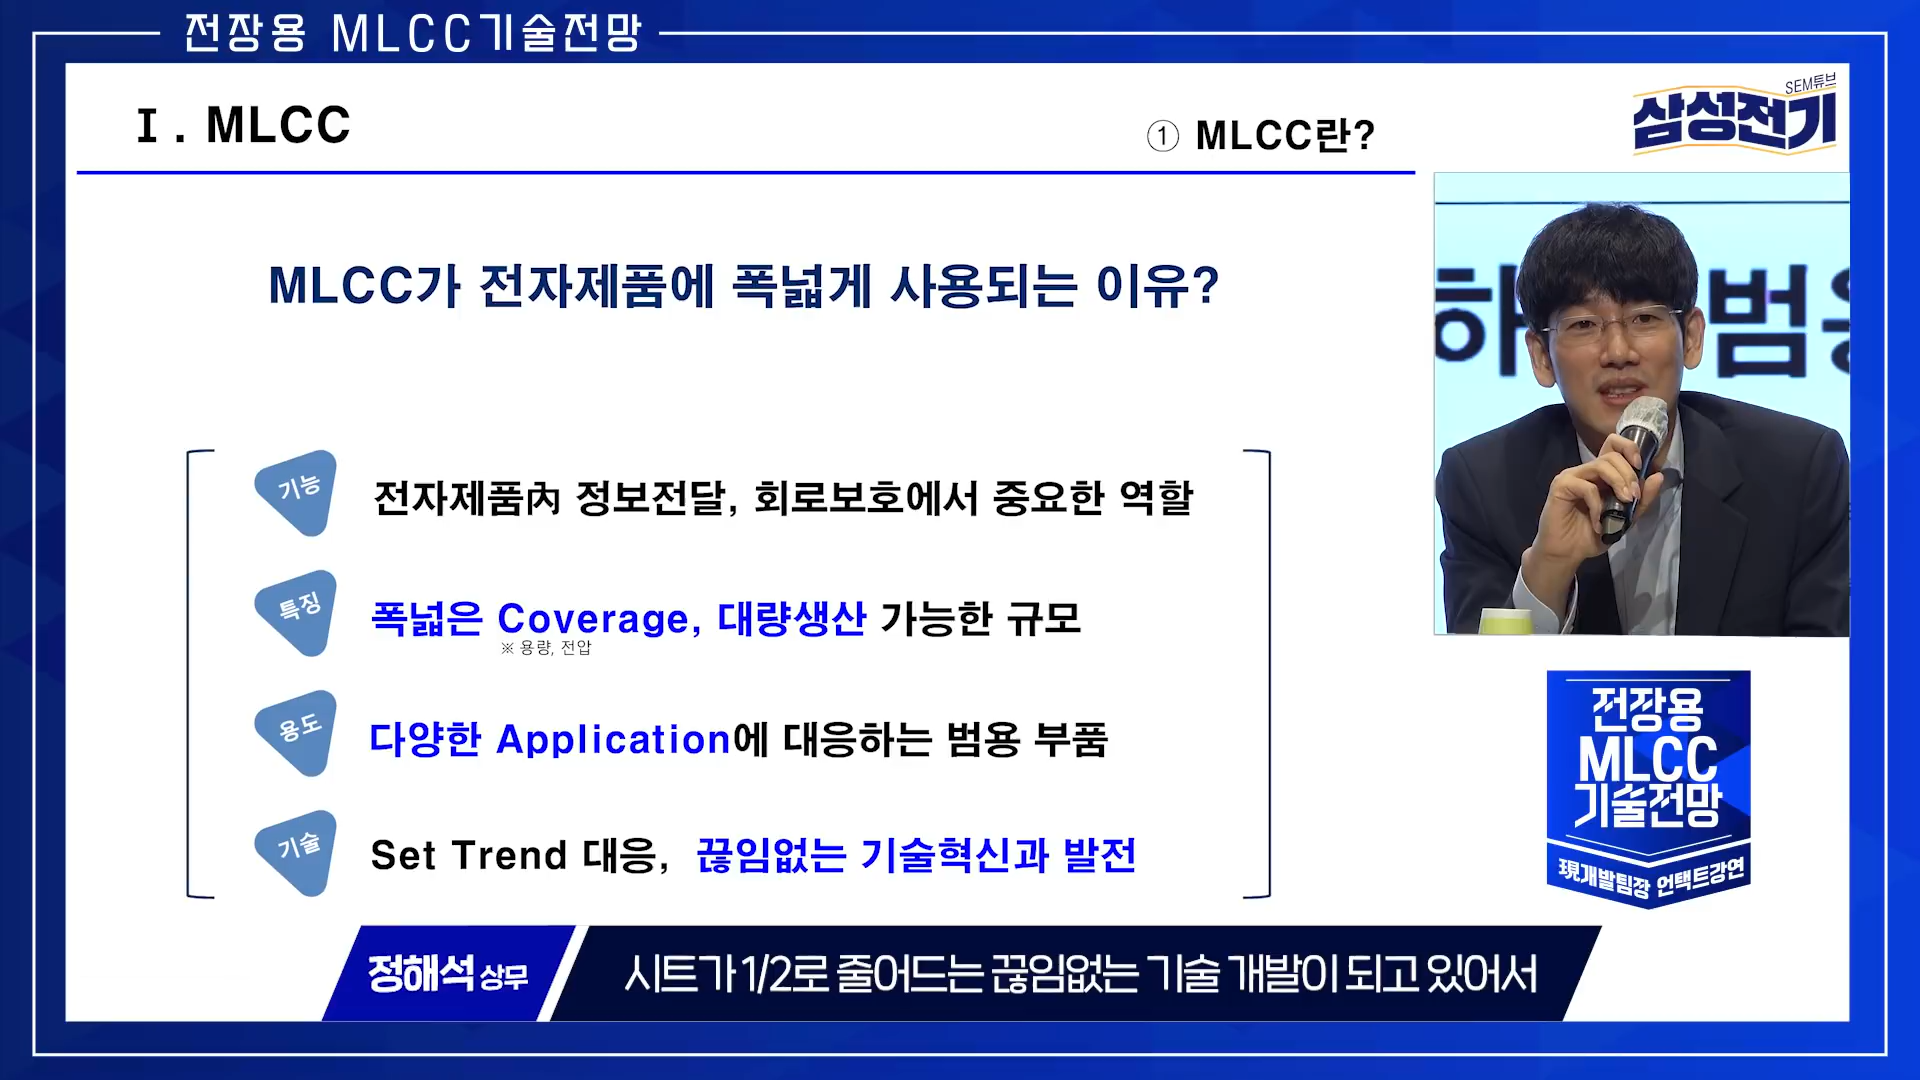 전장용 MLCC기술전망
Ⅰ. MLCC
① MLCC란?
SEM튜브
삼성전기
MLCC가 전자제품에 폭넓게 사용되는 이유?
기능
전자제품內 정보전달, 회로보호에서 중요한 역할
특징
폭넓은 Coverage, 대량생산 가능한 규모
※ 용량, 전압
용도
다양한 Application에 대응하는 범용 부품
기술
Set Trend 대응, 끊임없는 기술혁신과 발전
하
범용
전장용
MLCC
기술전망
現개발팀장 언택트강연
정해석 상무
시트가 1/2로 줄어드는 끊임없는 기술 개발이 되고 있어서